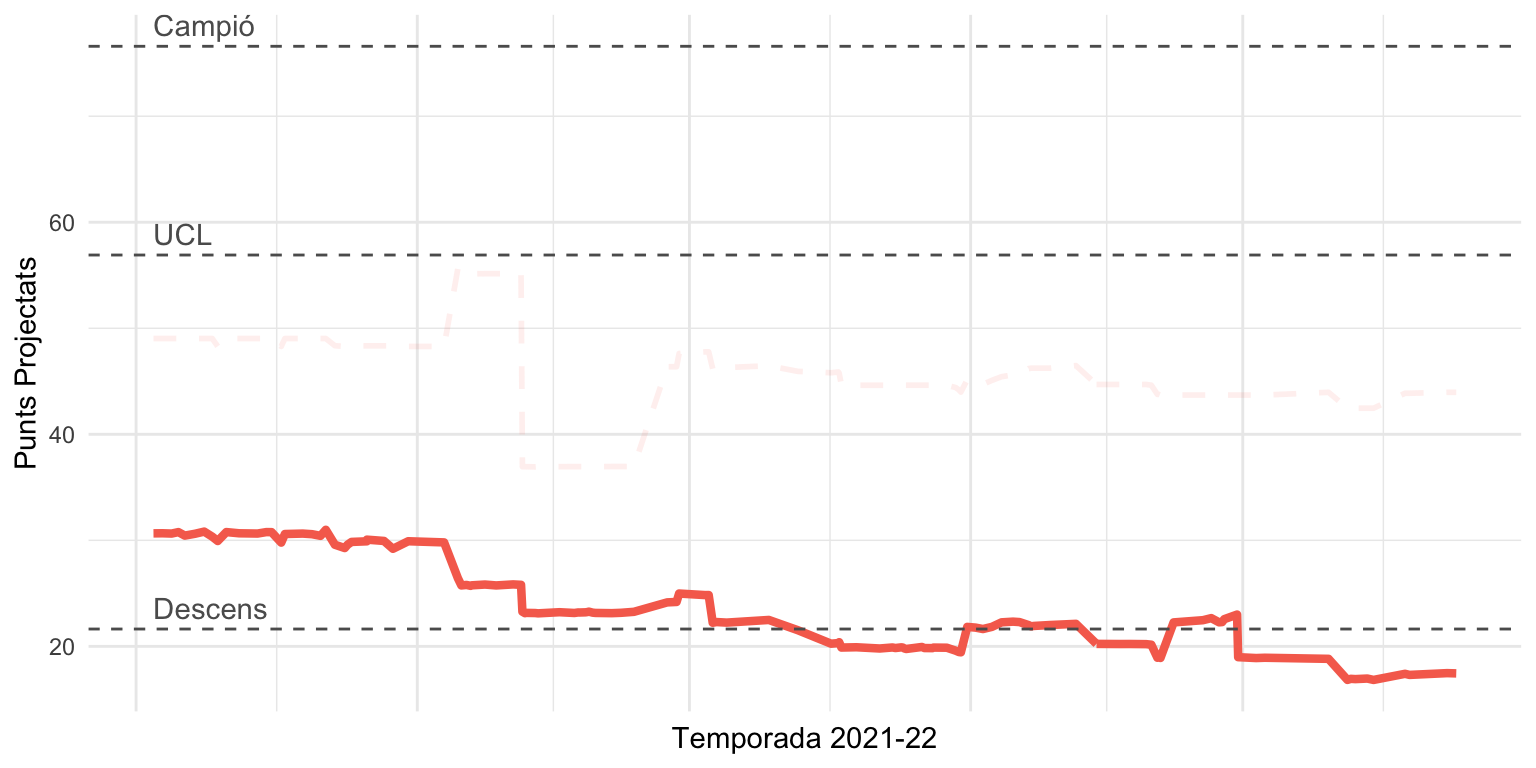 Campió
60
UCL
Punts Projectats
40
Descens
20
Temporada 2021-22